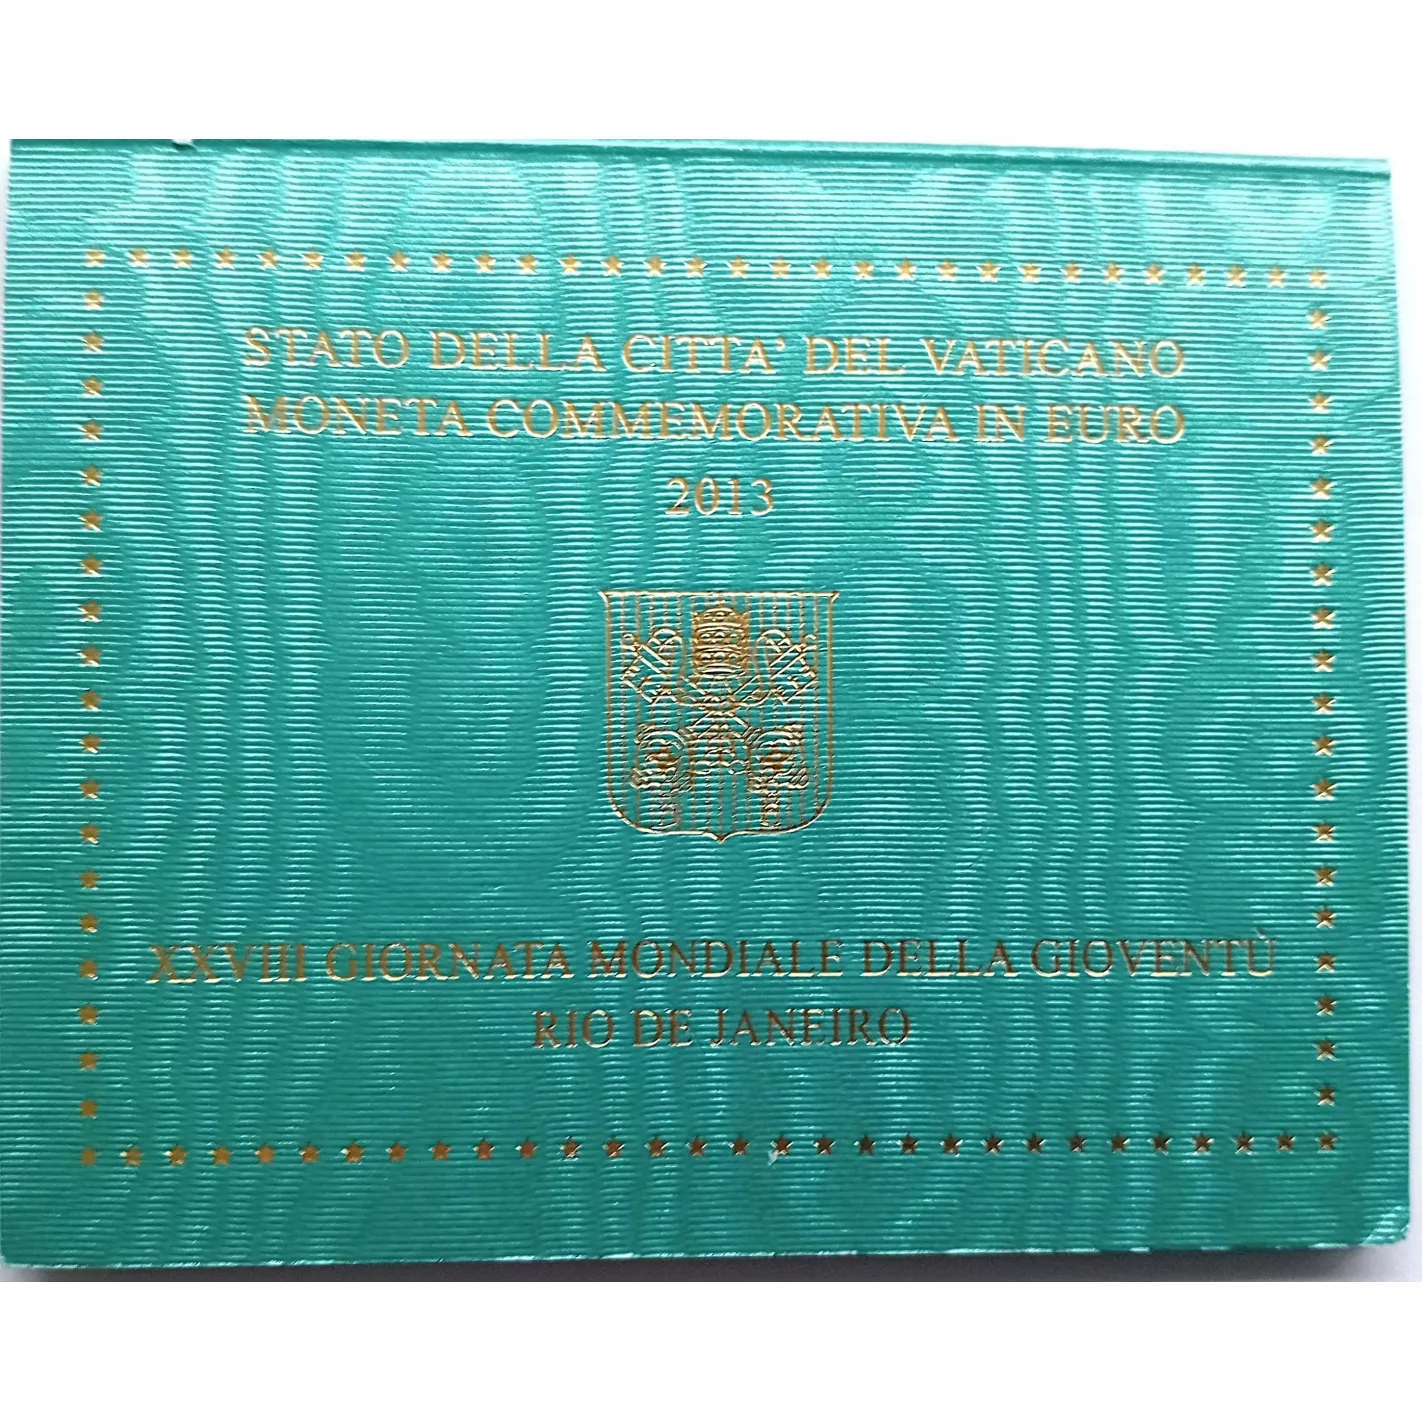 STATO DELLA CITTA' DEL VATICANO
MONETA COMMEMORATIVA IN EURO
2013
XXVIII GIORNATA MONDIALE DELLA GIOVENTÙ
RIO DE JANEIRO